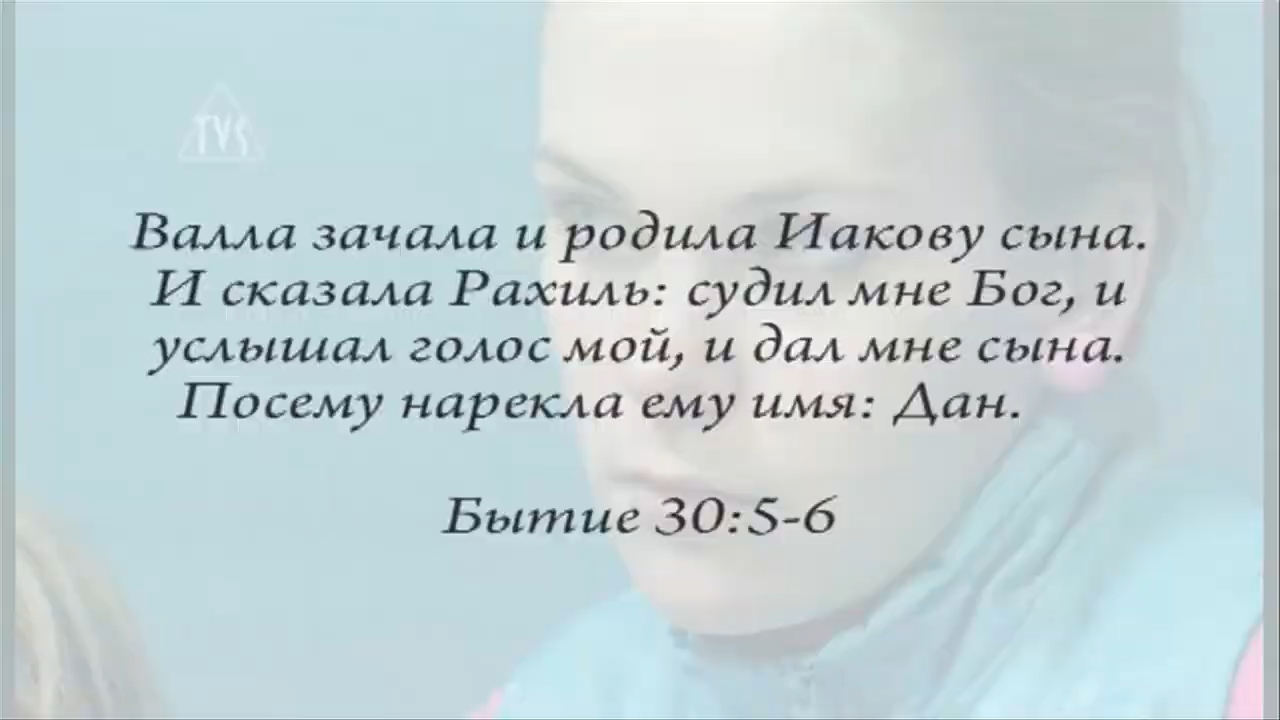 TVS
Валла зачала и родила Иакову сына.
И сказала Рахиль: судил мне Бог, и
услышал голос мой, и дал мне сына.
Посему нарекла ему имя: Дан.
Бытие 30:5-6